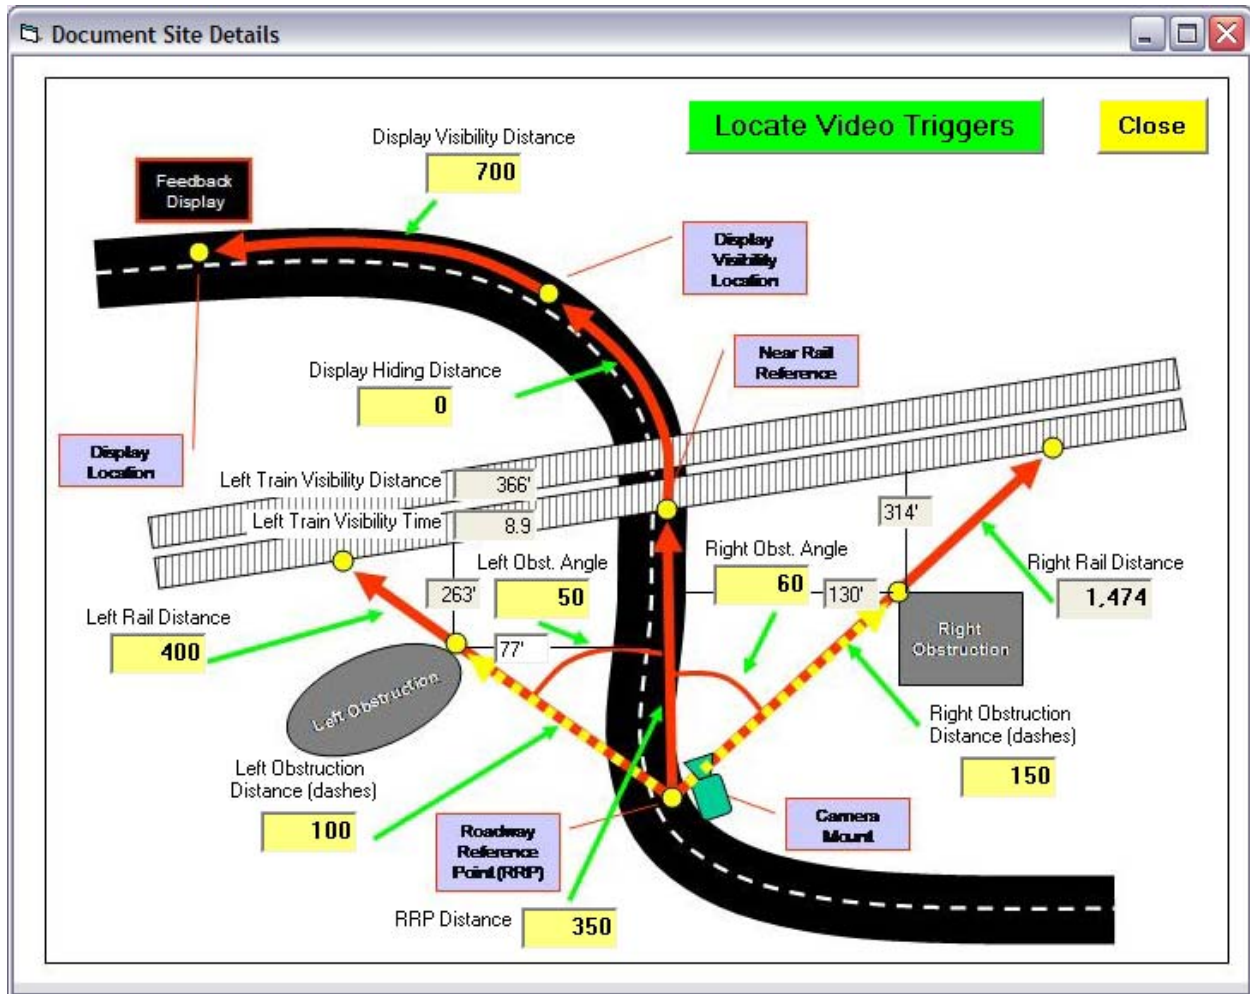 Document Site Details
Locate Video Triggers
Close
Display Visibility Distance
700
Feedback
Display
Display
Visibility
Location
Near Rail
Reference
Display Hiding Distance
0
Display
Location
Left Train Visibility Distance
366'
Left Train Visibility Time
8.9
314'
Left Obst. Angle
50
Right Obst. Angle
60
130'
Right Rail Distance
1,474
263'
77'
Left Rail Distance
400
Right
Obstruction
Left Obstruction
Right Obstruction
Distance (dashes)
150
Left Obstruction
Distance (dashes)
100
Roadway
Reference
Point (RRP)
Camera
Mount
RRP Distance
350